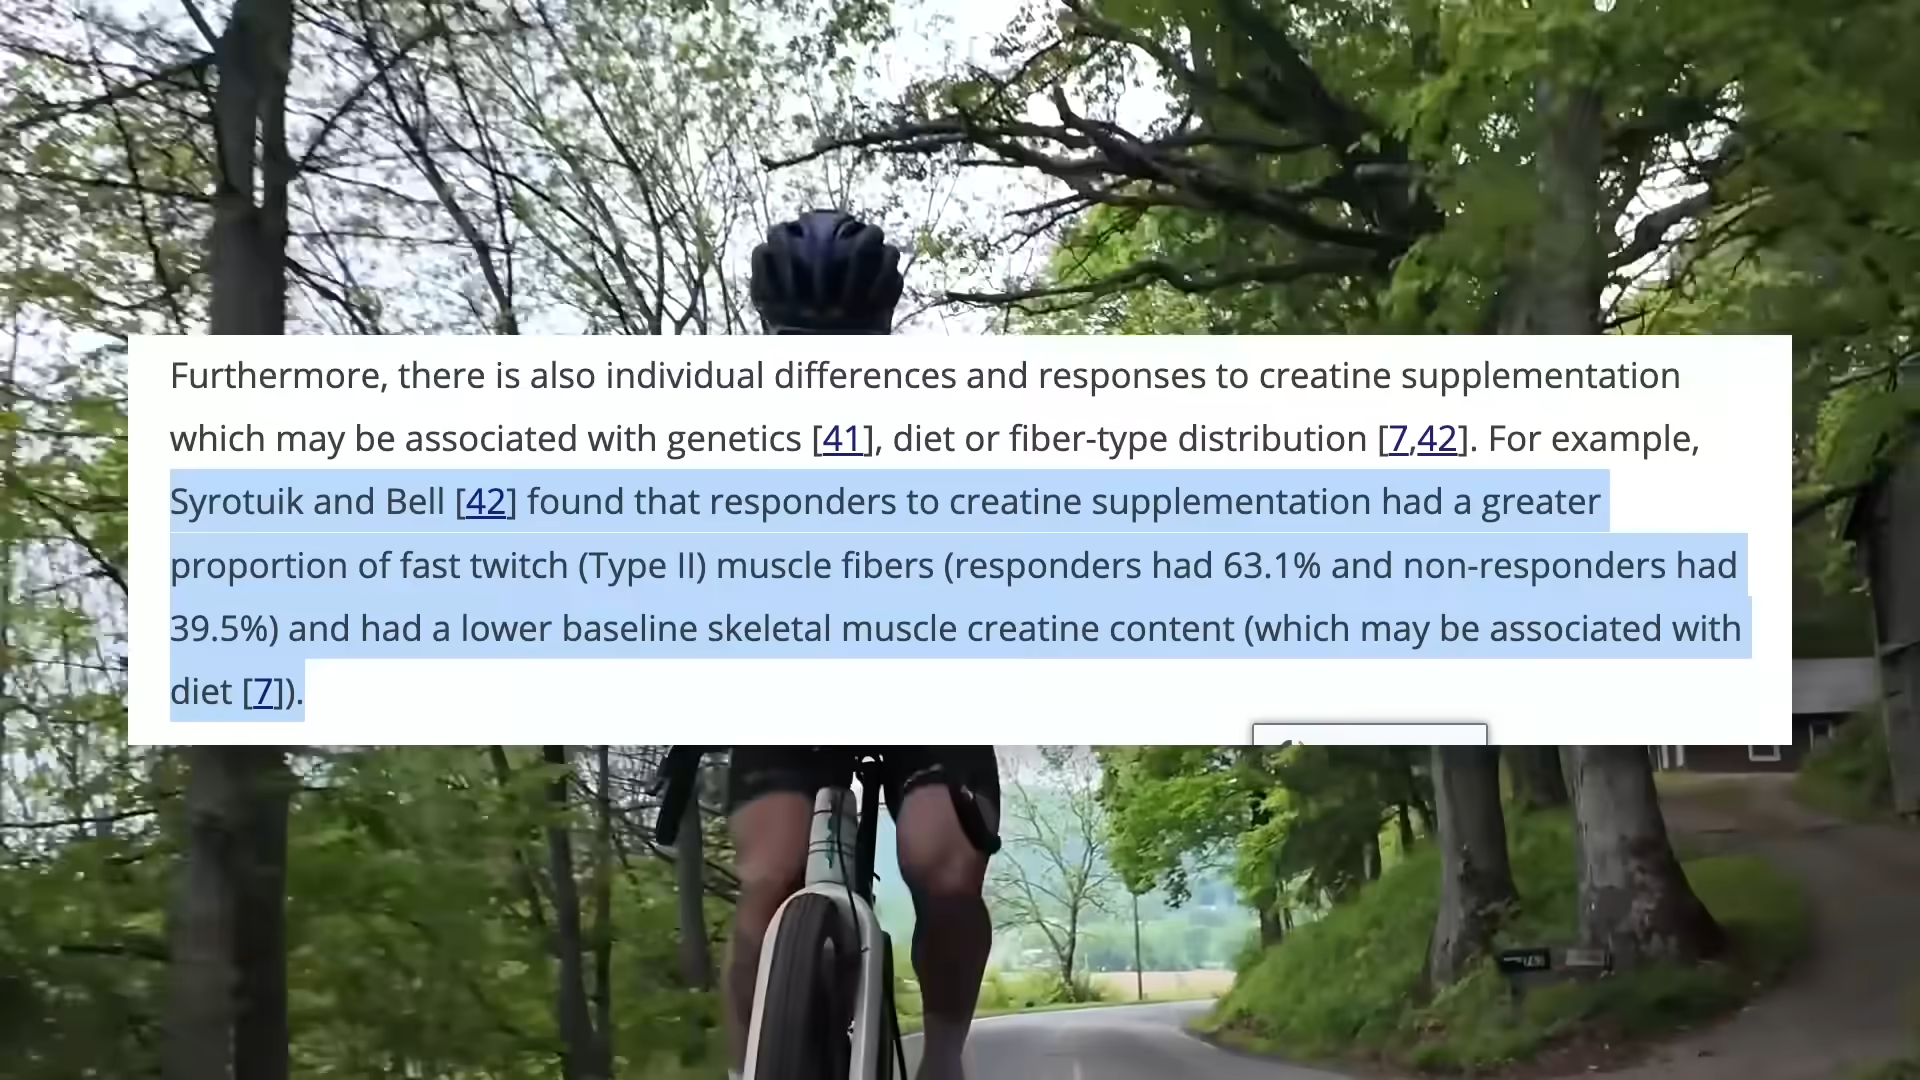 Furthermore, there is also individual differences and responses to creatine supplementation
which may be associated with genetics [41], diet or fiber-type distribution [7,42]. For example,
Syrotuik and Bell [42] found that responders to creatine supplementation had a greater
proportion of fast twitch (Type II) muscle fibers (responders had 63.1% and non-responders had
39.5%) and had a lower baseline skeletal muscle creatine content (which may be associated with
diet [7]).